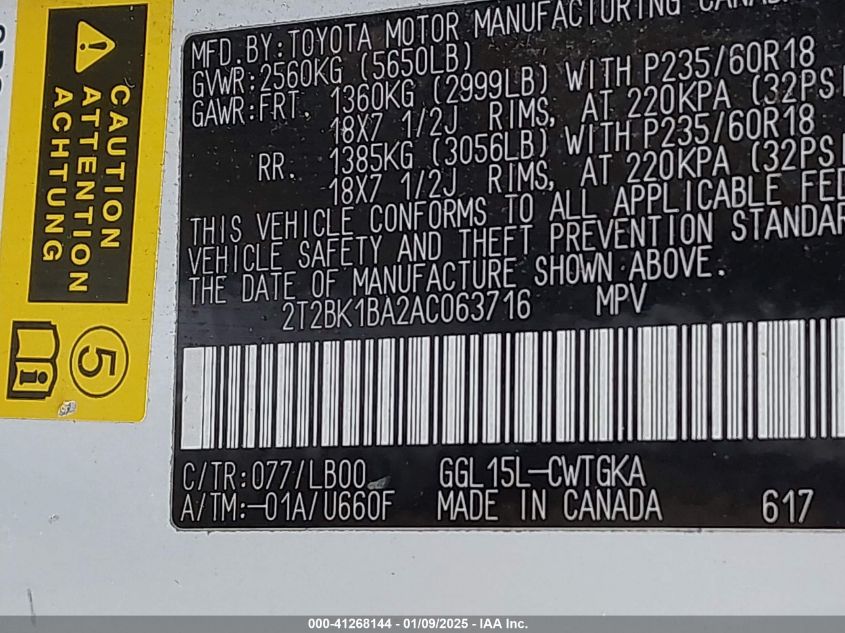 MFD. BY: TOYOTA MOTOR MANUFACTURING CANADA
GVWR: 2560KG (5650LB)
GAWR: FRT. 1360KG (2999LB) WITH P235/60R18
18X7 1/2J RIMS, AT 220KPA (32PSI
RR. 1385KG (3056LB) WITH P235/60R18
18X7 1/2J RIMS, AT 220KPA (32PSI
THIS VEHICLE CONFORMS TO ALL APPLICABLE FED
VEHICLE SAFETY AND THEFT PREVENTION STANDAR
THE DATE OF MANUFACTURE SHOWN ABOVE.
2T2BK1BA2AC063716 MPV
C/TR: 077/LB00 GGL15L-CWTGKA
A/TM: -01A/U660F MADE IN CANADA 617
CAUTION
ATTENTION
ACHTUNG
5
i
000-41268144 - 01/09/2025 - IAA Inc.